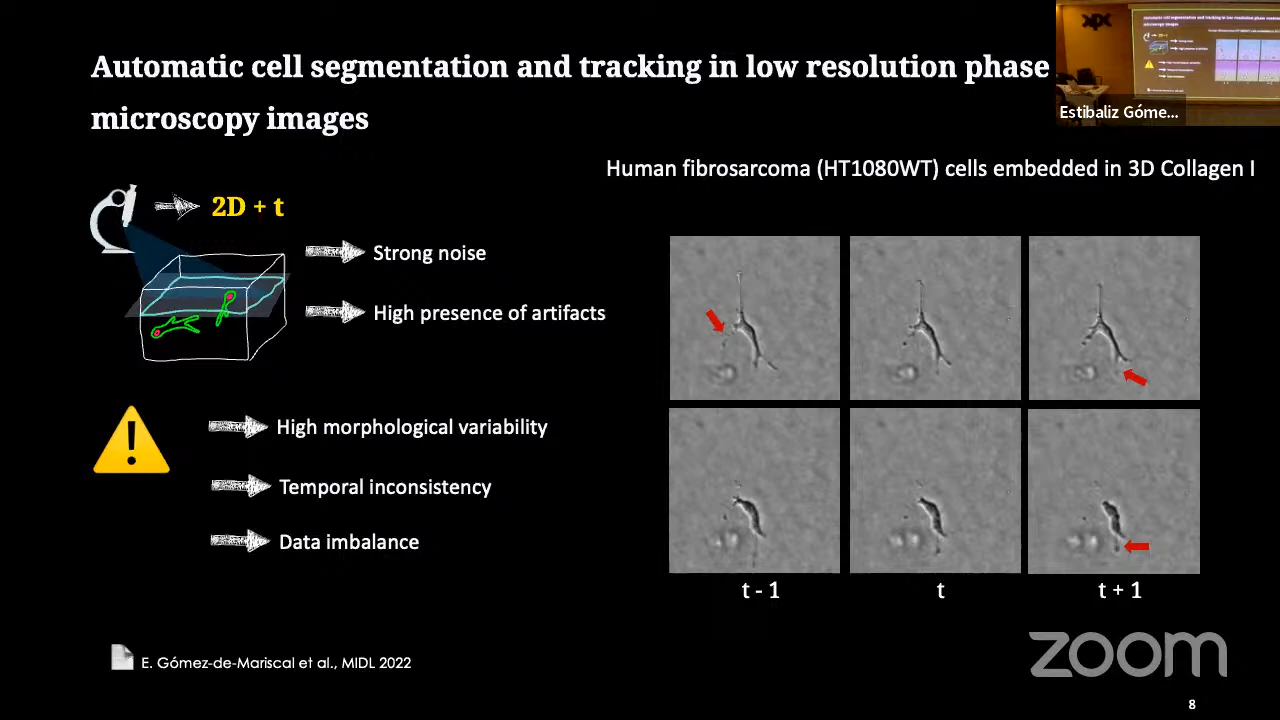 Automatic cell segmentation and tracking in low resolution phase
microscopy images
Estibaliz Góme...
Human fibrosarcoma (HT1080WT) cells embedded in 3D Collagen I
2D + t
Strong noise
High presence of artifacts
High morphological variability
Temporal inconsistency
Data imbalance
t - 1
t
t + 1
E. Gómez-de-Mariscal et al., MIDL 2022
zoom
8